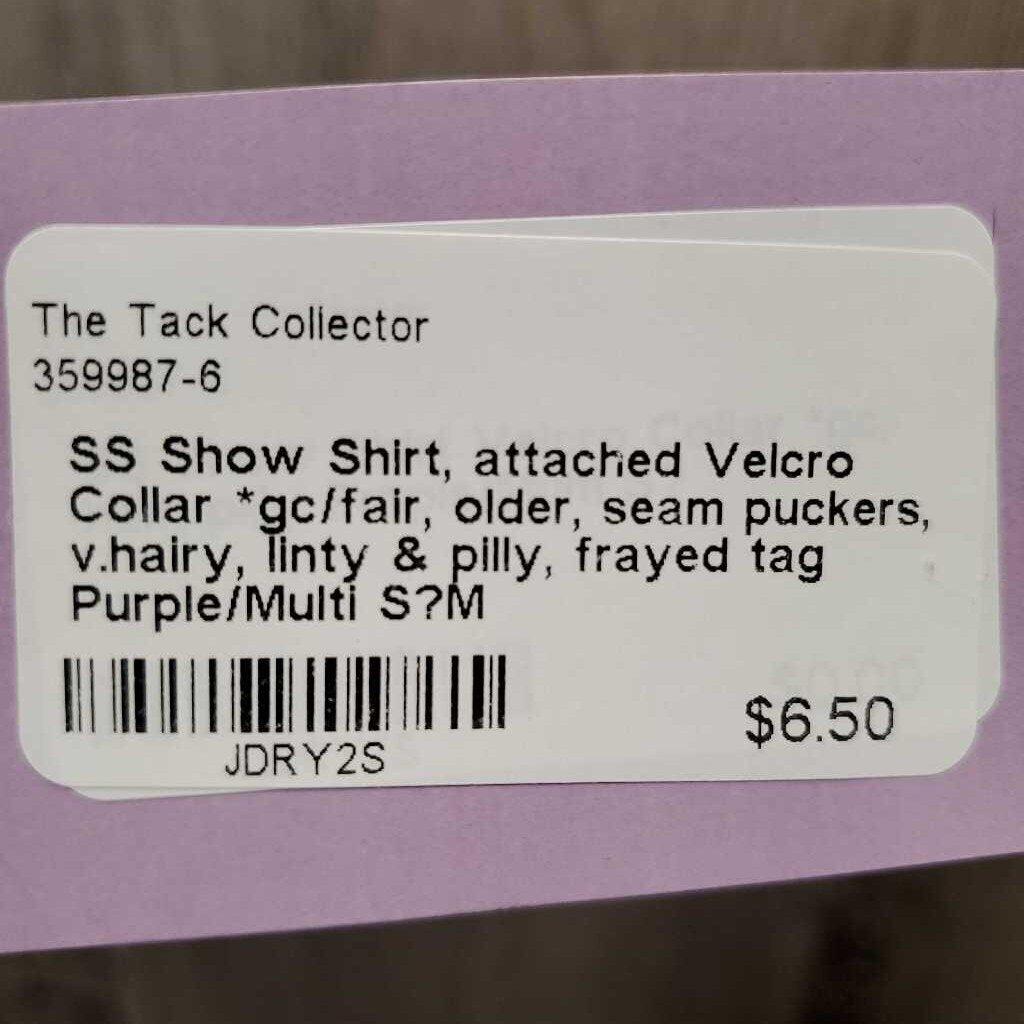 The Tack Collector
359987-6
SS Show Shirt, attached Velcro
Collar *gc/fair, older, seam puckers,
v.hairy, linty & pilly, frayed tag
Purple/Multi S?M
JDRY2S
$6.50